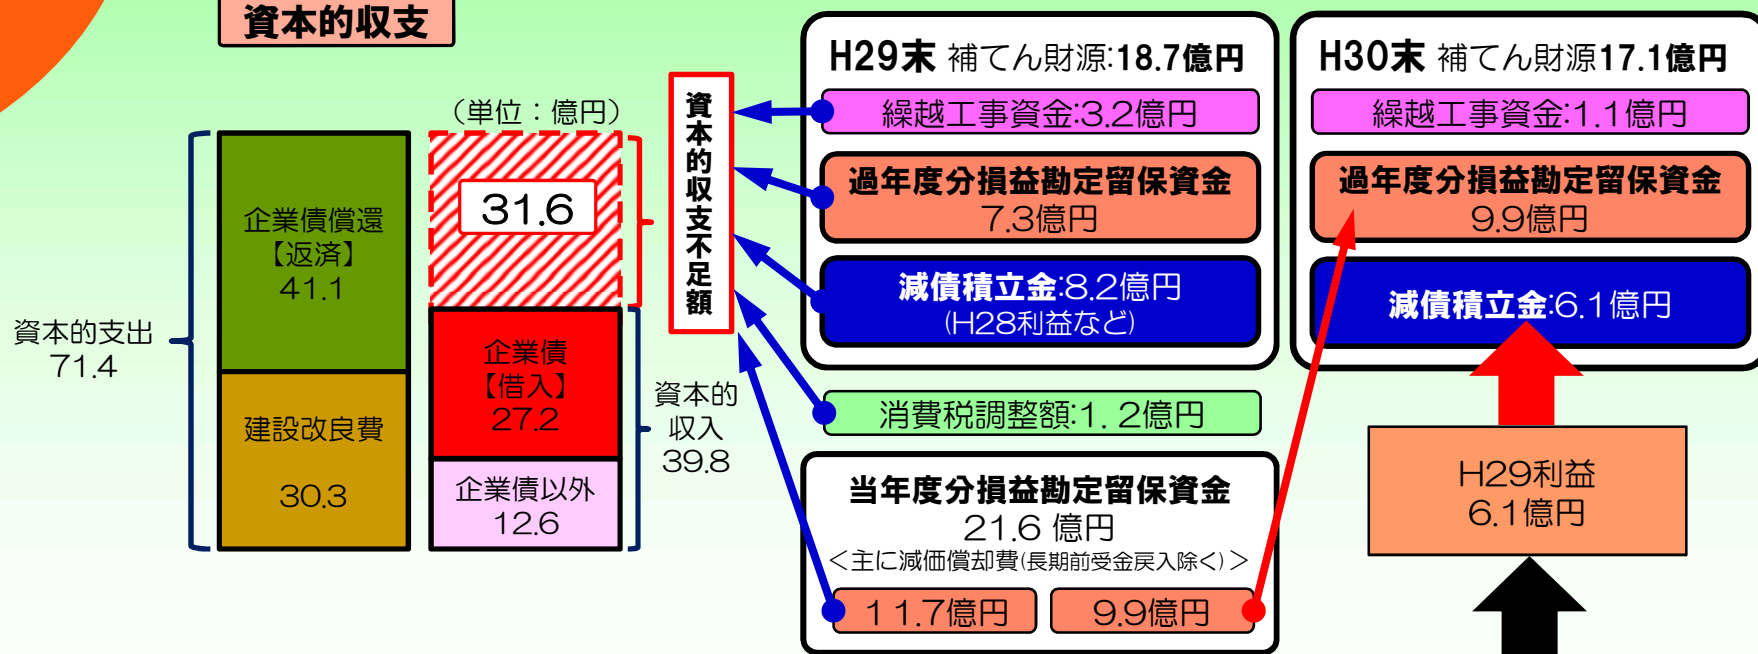 資本的収支
（単位：億円）
資本的支出
71.4
企業債償還
【返済】
41.1
建設改良費
30.3
31.6
企業債
【借入】
27.2
企業債以外
12.6
資本的
収入
39.8
資本的収支不足額
H29末 補てん財源:18.7億円
繰越工事資金:3.2億円
過年度分損益勘定留保資金
7.3億円
減債積立金:8.2億円
(H28利益など)
消費税調整額:1.2億円
当年度分損益勘定留保資金
21.6 億円
＜主に減価償却費(長期前受金戻入除く)＞
11.7億円
9.9億円
H30末 補てん財源17.1億円
繰越工事資金:1.1億円
過年度分損益勘定留保資金
9.9億円
減債積立金:6.1億円
H29利益
6.1億円